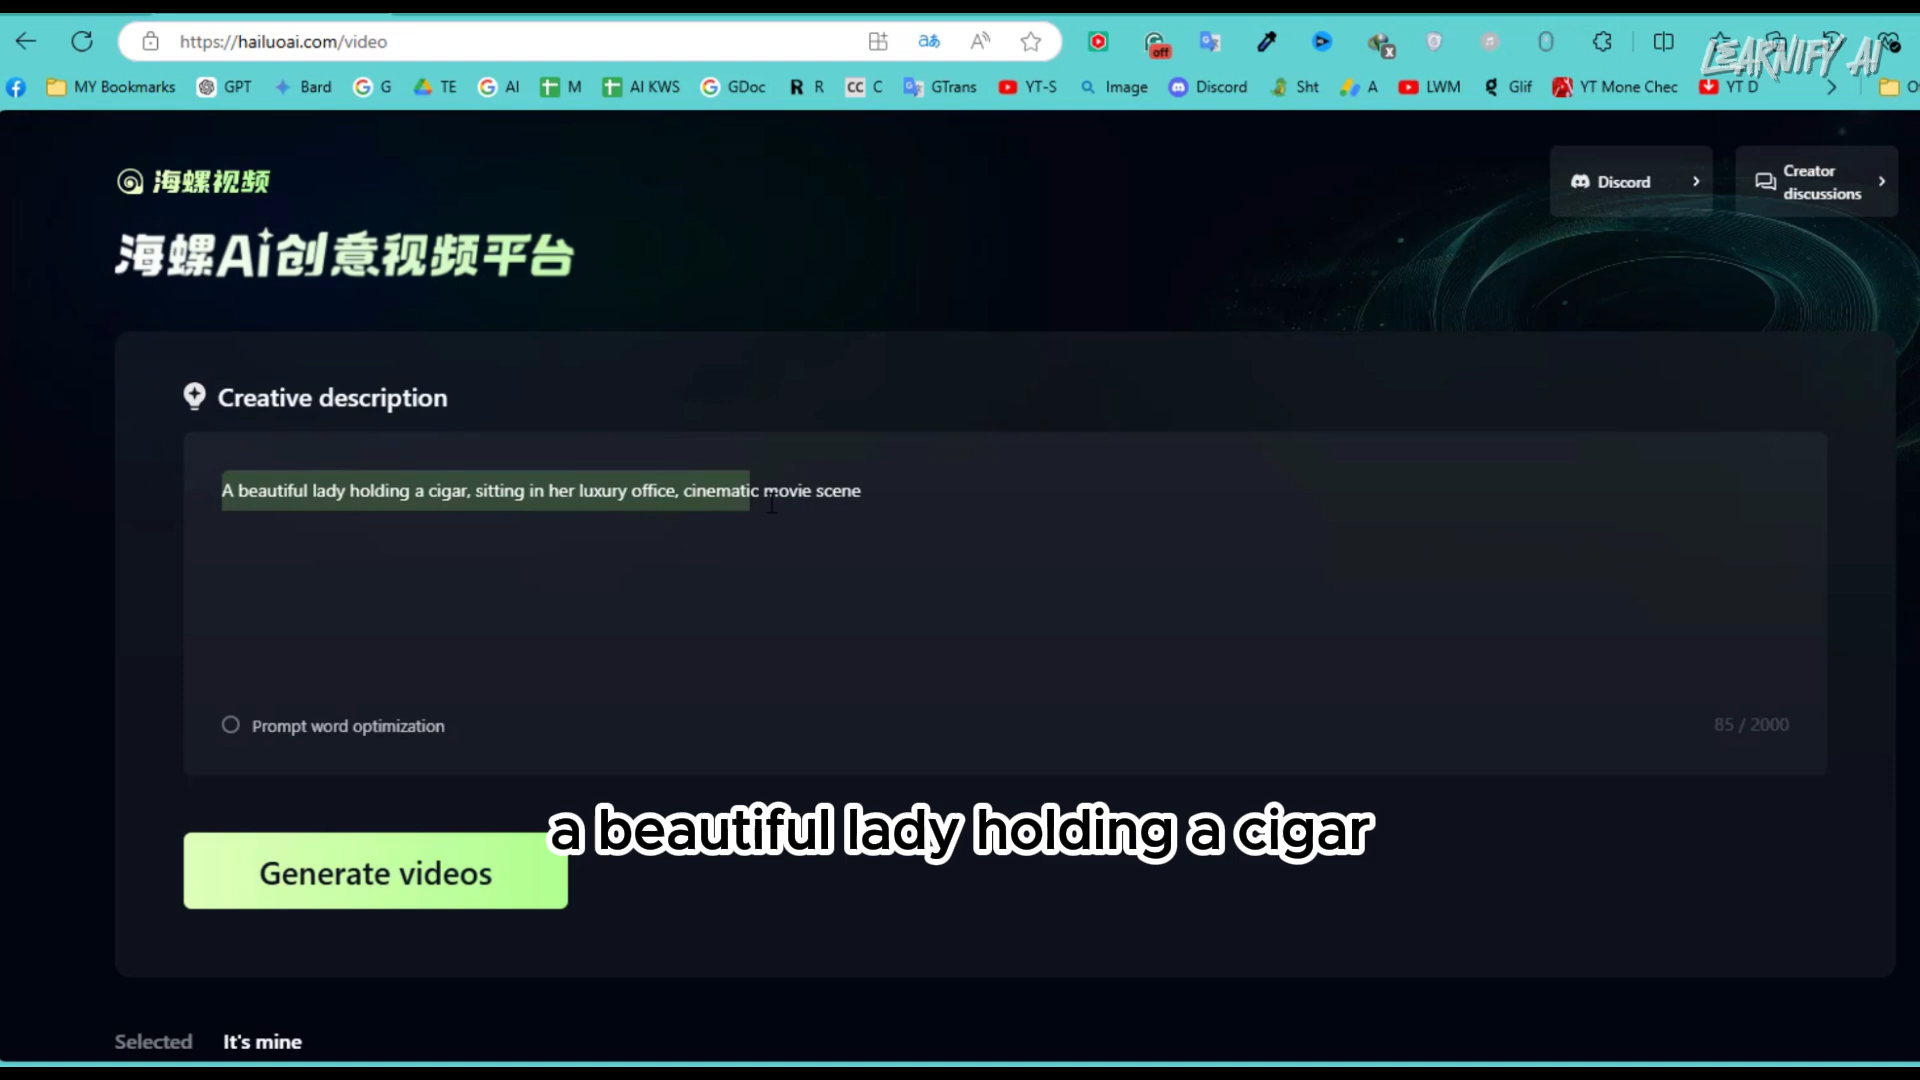 LEARNIFY AI
https://hailuoai.com/video
off
MY Bookmarks GPT Bard G TE AI M AI KWS GDoc R R CC C GTrans YT-S Image Discord Sht A LWM Glif YT Mone Chec YT D
海螺视频
Discord
Creator discussions
海螺Ai创意视频平台
Creative description
A beautiful lady holding a cigar, sitting in her luxury office, cinematic movie scene
Prompt word optimization
85 / 2000
a beautiful lady holding a cigar
Generate videos
Selected It's mine